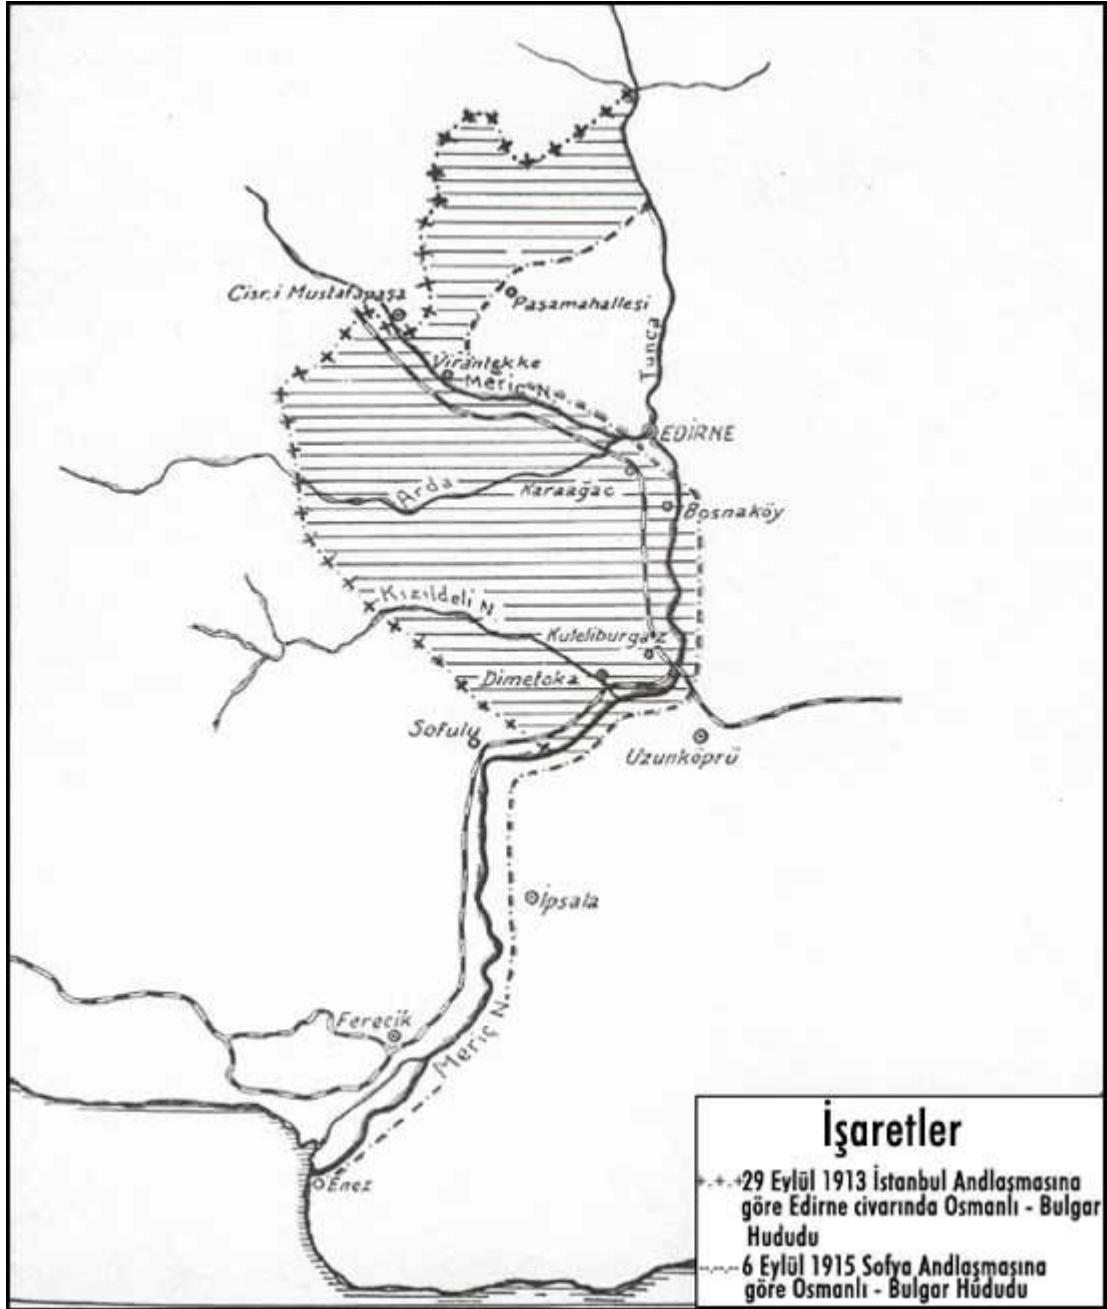 Cisr.i Mustafapaşa
Paşamahallesi
Virantekke
Meriç N.
Tunca
EDİRNE
Arda
Karaağaç
Bosnaköy
Kızıldeli N.
Kuleliburgaz
Dimetoka
Sofulu
Uzunköprü
İpsala
Ferecik
Meriç N.
Enez
İşaretler
+.+.+29 Eylül 1913 İstanbul Andlaşmasına
göre Edirne civarında Osmanlı - Bulgar
Hududu
--.--.-- 6 Eylül 1915 Sofya Andlaşmasına
göre Osmanlı - Bulgar Hududu